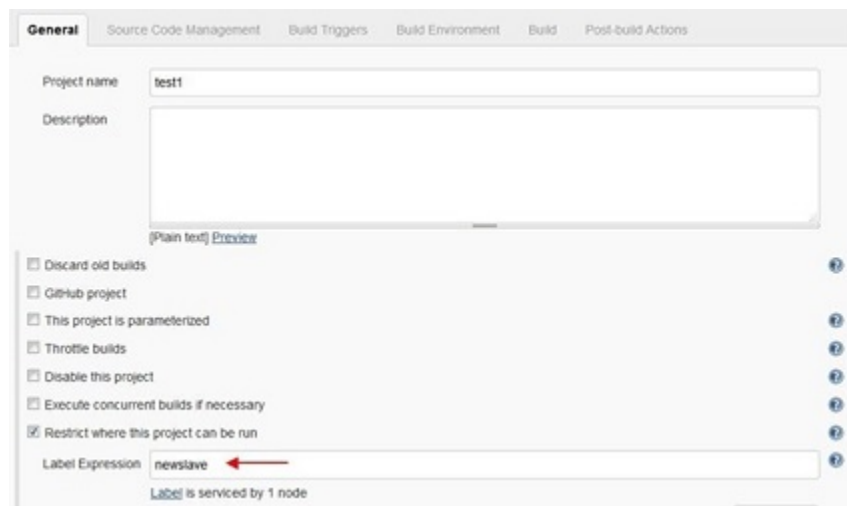 General Source Code Management Build Triggers Build Environment Build Post-build Actions
Project name test1
Description
[Plain text] Preview
Discard old builds
GitHub project
This project is parameterized
Throttle builds
Disable this project
Execute concurrent builds if necessary
Restrict where this project can be run
Label Expression newslave
Label is serviced by 1 node